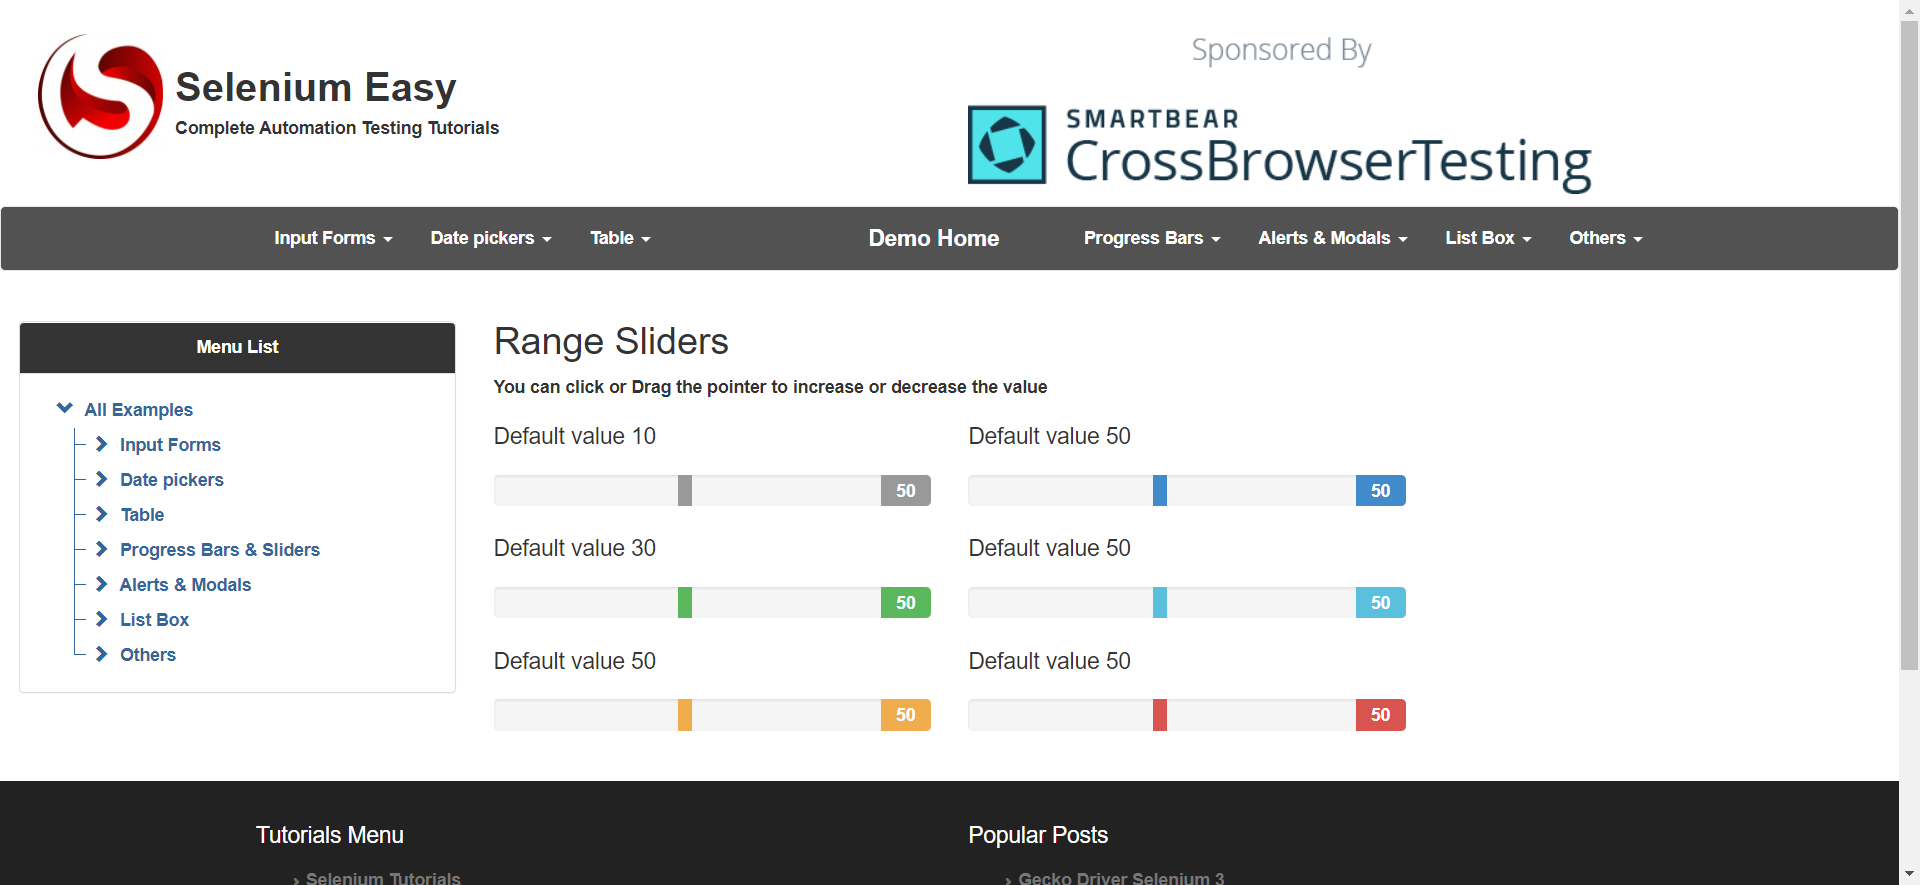 Sponsored By
Selenium Easy
Complete Automation Testing Tutorials
SMARTBEAR
CrossBrowserTesting
Input Forms Date pickers Table Demo Home Progress Bars Alerts & Modals List Box Others
Menu List
All Examples
Input Forms
Date pickers
Table
Progress Bars & Sliders
Alerts & Modals
List Box
Others
Range Sliders
You can click or Drag the pointer to increase or decrease the value
Default value 10
50
Default value 50
50
Default value 30
50
Default value 50
50
Default value 50
50
Default value 50
50
Tutorials Menu
Selenium Tutorials
Popular Posts
Gecko Driver Selenium 3